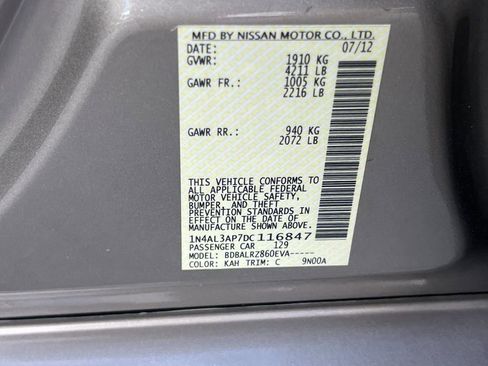 MFD BY NISSAN MOTOR CO., LTD.
DATE: 07/12
GVWR: 1910 KG
4211 LB
GAWR FR.: 1005 KG
2216 LB
GAWR RR.: 940 KG
2072 LB
THIS VEHICLE CONFORMS TO
ALL APPLICABLE FEDERAL
MOTOR VEHICLE SAFETY,
BUMPER, AND THEFT
PREVENTION STANDARDS IN
EFFECT ON THE DATE OF
MANUFACTURE SHOWN ABOVE.
1N4AL3AP7DC116847
PASSENGER CAR 129
MODEL: BDBALRZ860EVA-----
COLOR: KAH TRIM: C 9N00A